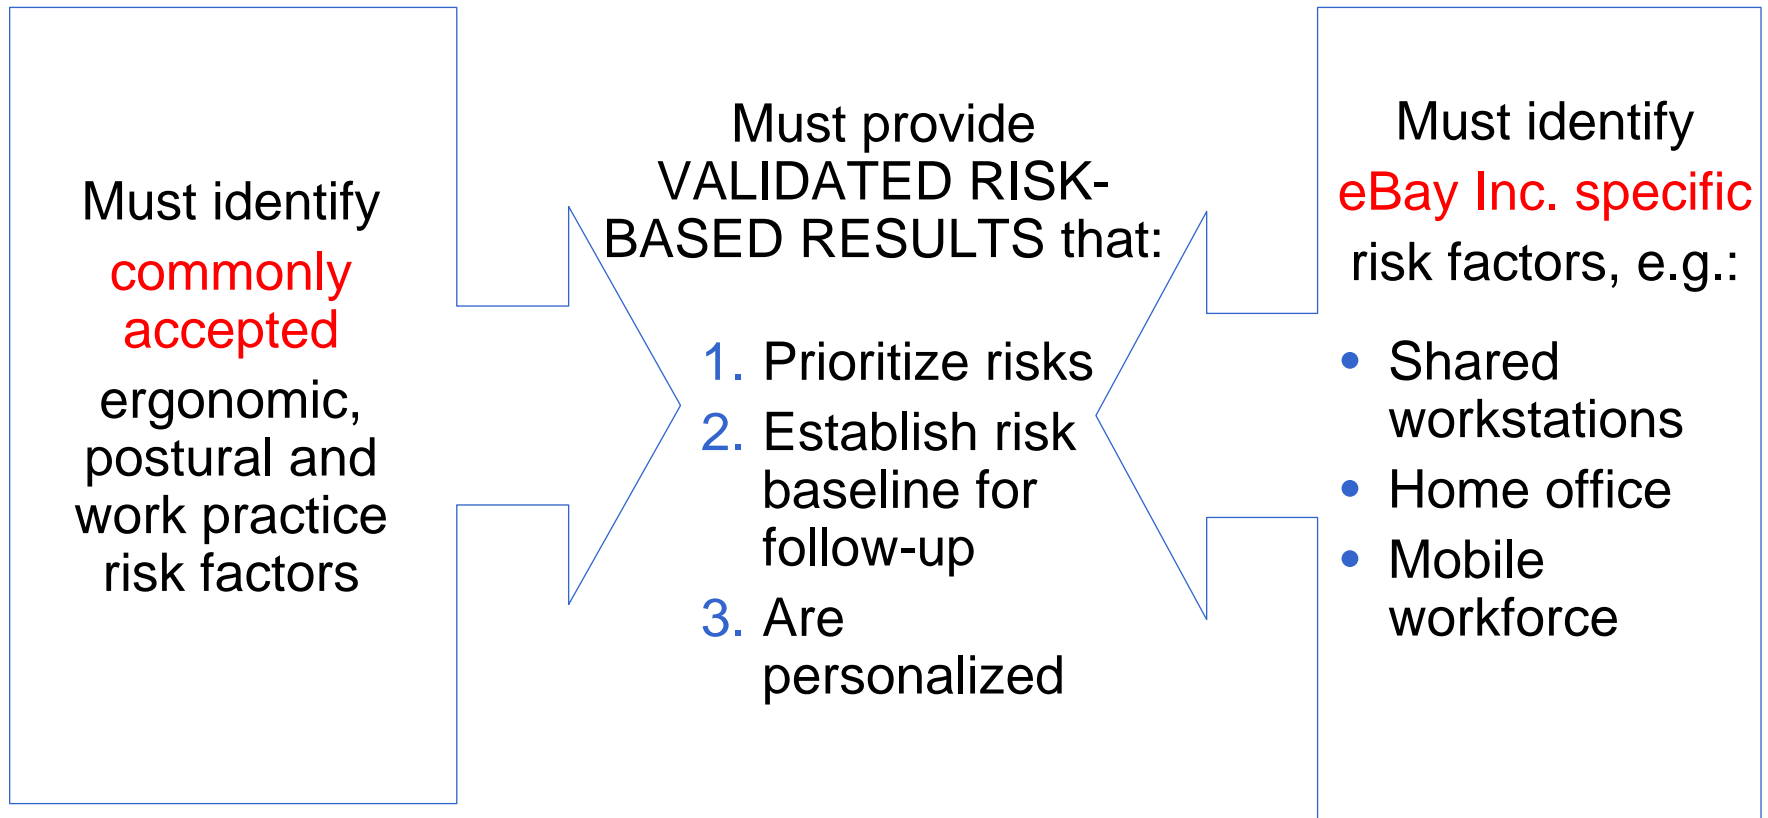 Must identify
commonly
accepted
ergonomic,
postural and
work practice
risk factors
Must provide
VALIDATED RISK-
BASED RESULTS that:
1. Prioritize risks
2. Establish risk
baseline for
follow-up
3. Are
personalized
Must identify
eBay Inc. specific
risk factors, e.g.:
• Shared
workstations
• Home office
• Mobile
workforce